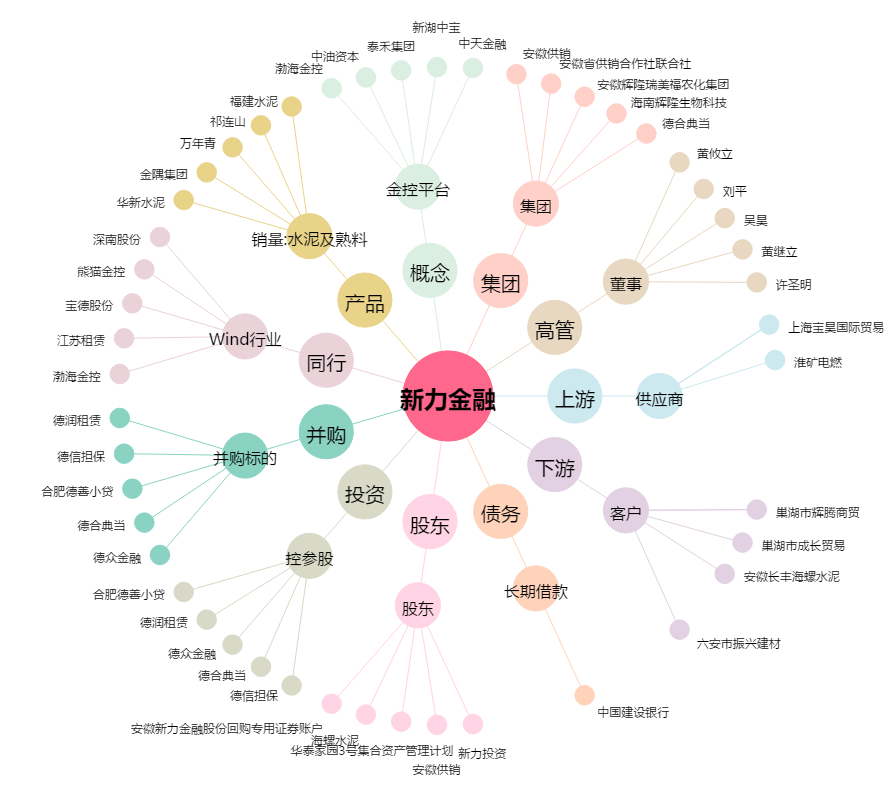 新力金融
概念
金控平台
渤海金控
中油资本
泰禾集团
新湖中宝
中天金融
集团
集团
安徽供销
安徽省供销合作社联合社
安徽辉隆瑞美福农化集团
海南辉隆生物科技
德合典当
高管
董事
黄攸立
刘平
吴昊
黄继立
许圣明
上游
供应商
上海宝昊国际贸易
淮矿电燃
下游
客户
巢湖市辉腾商贸
巢湖市成长贸易
安徽长丰海螺水泥
六安市振兴建材
债务
长期借款
中国建设银行
股东
股东
新力投资
安徽供销
华泰家园3号集合资产管理计划
海螺水泥
安徽新力金融股份回购专用证券账户
投资
控参股
德信担保
德合典当
德众金融
德润租赁
合肥德善小贷
并购
并购标的
德众金融
德合典当
合肥德善小贷
德信担保
德润租赁
同行
Wind行业
渤海金控
江苏租赁
宝德股份
熊猫金控
深南股份
产品
销量:水泥及熟料
华新水泥
金隅集团
万年青
祁连山
福建水泥